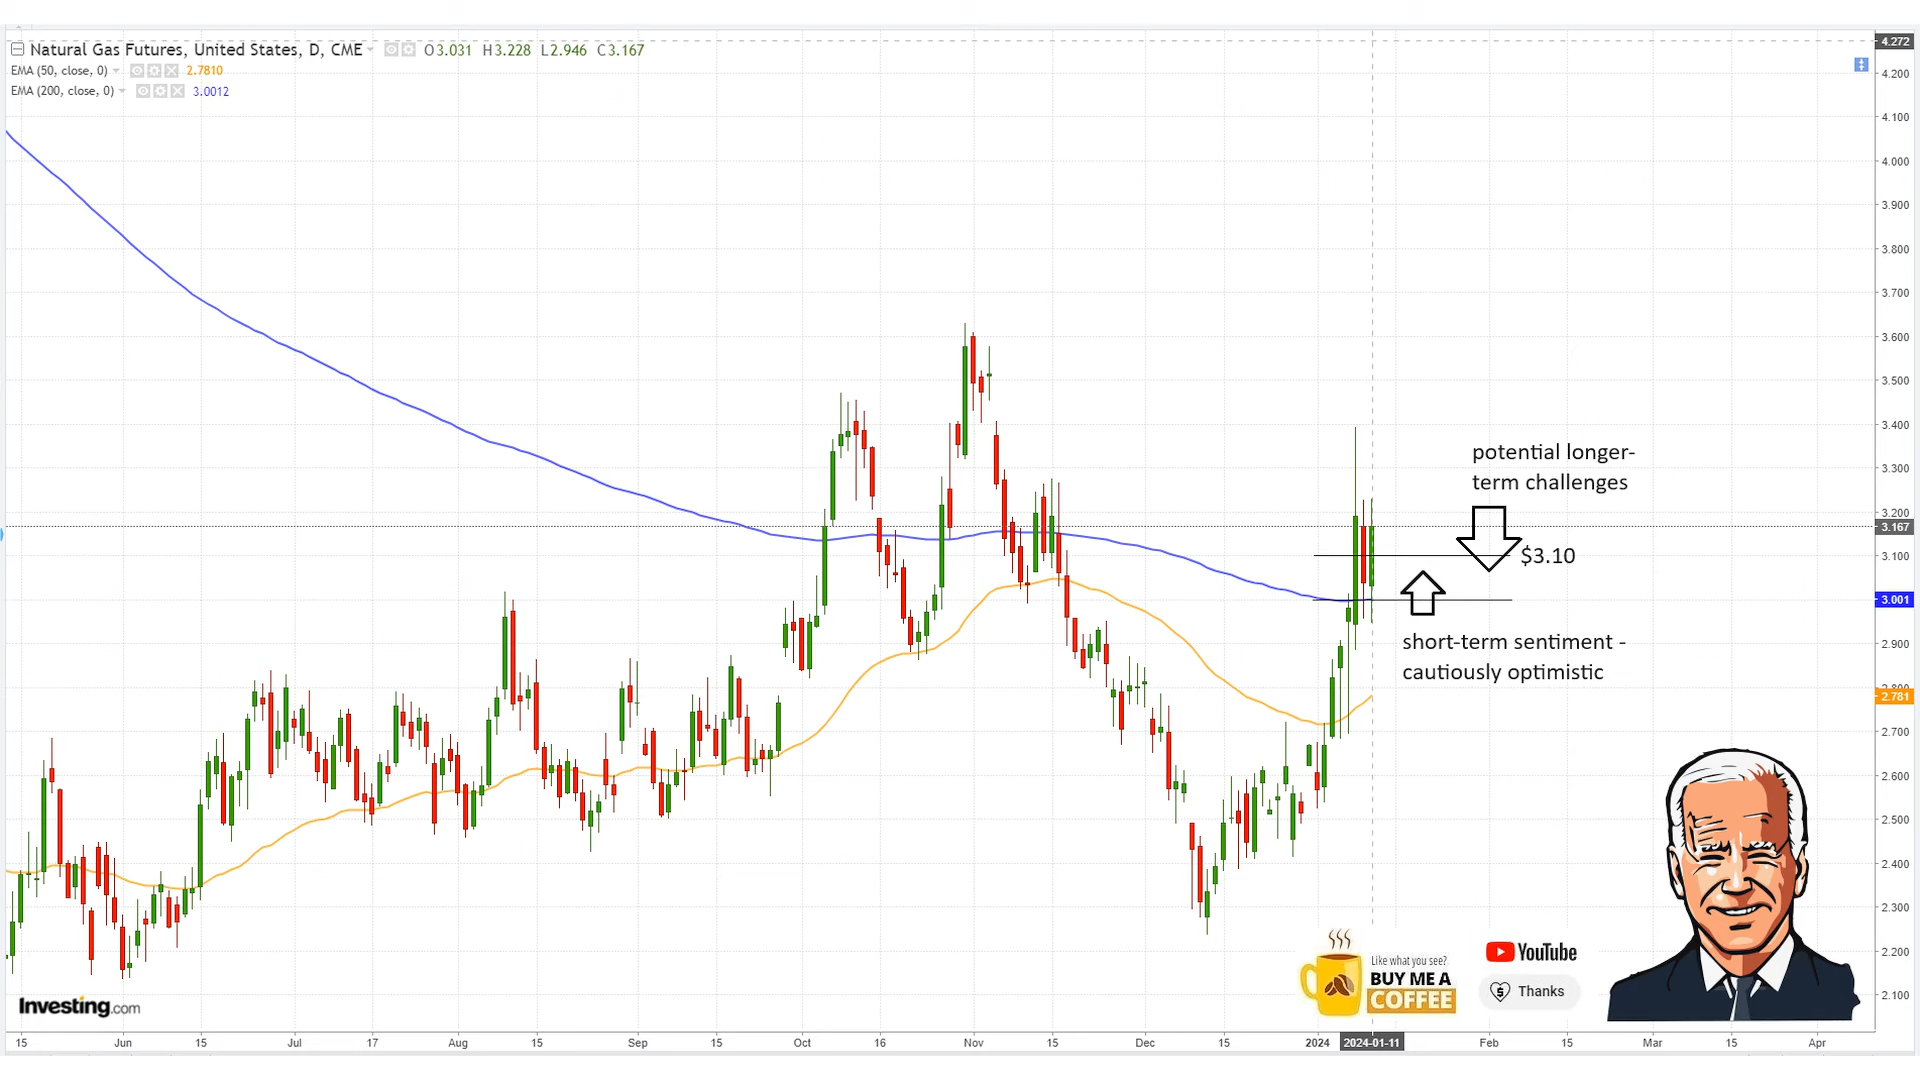 Natural Gas Futures, United States, D, CME O3.031 H3.228 L2.946 C3.167
EMA (50, close, 0) 2.7810
EMA (200, close, 0) 3.0012
4.272
4.200
4.100
4.000
3.900
3.800
3.700
3.600
3.500
3.400
3.300
3.200
3.167
3.100
3.001
2.900
2.781
2.700
2.600
2.500
2.400
2.300
2.200
2.100
potential longer-
term challenges
$3.10
short-term sentiment -
cautiously optimistic
Like what you see?
BUY ME A
COFFEE
YouTube
Thanks
Investing.com
15 Jun 15 Jul 17 Aug 15 Sep 15 Oct 16 Nov 15 Dec 15 2024 2024-01-11 Feb 15 Mar 15 Apr